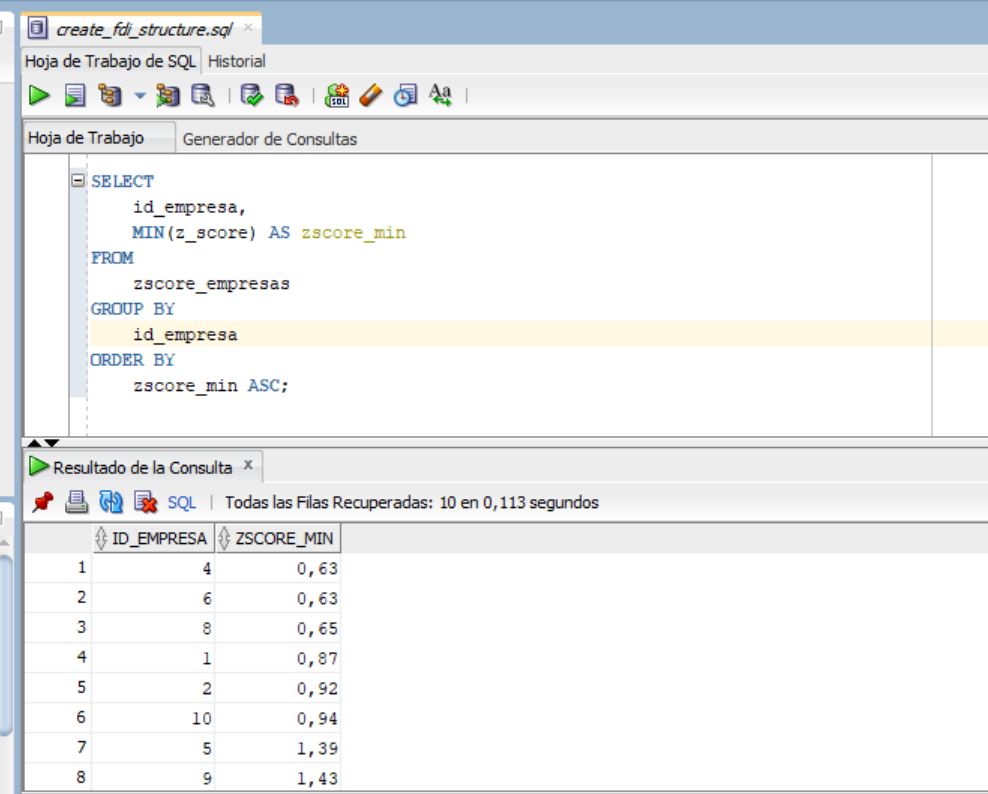 create_fdi_structure.sql ×
Hoja de Trabajo de SQL Historial
SQL Aa
Hoja de Trabajo Generador de Consultas
SELECT
id_empresa,
MIN(z_score) AS zscore_min
FROM
zscore_empresas
GROUP BY
id_empresa
ORDER BY
zscore_min ASC;
Resultado de la Consulta x
SQL | Todas las Filas Recuperadas: 10 en 0,113 segundos
ID_EMPRESA ZSCORE_MIN
1 4 0,63
2 6 0,63
3 8 0,65
4 1 0,87
5 2 0,92
6 10 0,94
7 5 1,39
8 9 1,43